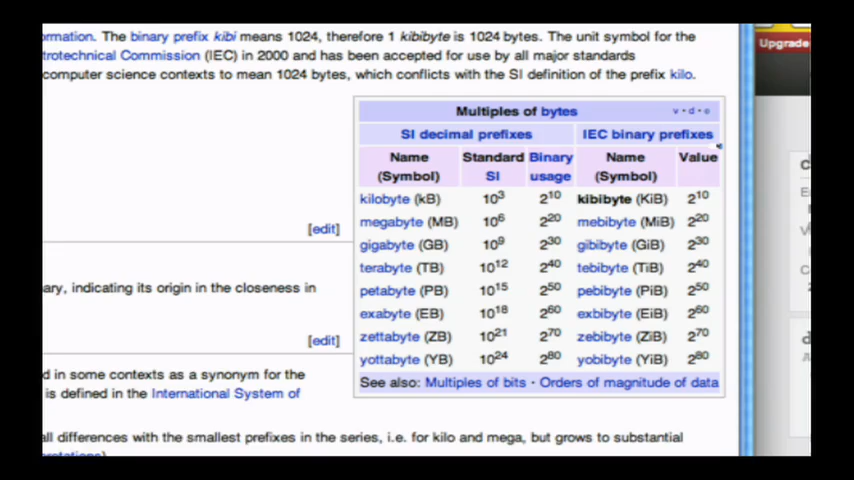 ormation. The binary prefix kibi means 1024, therefore 1 kibibyte is 1024 bytes. The unit symbol for the
trotechnical Commission (IEC) in 2000 and has been accepted for use by all major standards
computer science contexts to mean 1024 bytes, which conflicts with the SI definition of the prefix kilo.
Upgrade
Multiples of bytes v • d • e
SI decimal prefixes IEC binary prefixes
Name Standard Binary Name Value
(Symbol) SI usage (Symbol)
kilobyte (kB) 10³ 2¹⁰ kibibyte (KiB) 2¹⁰
megabyte (MB) 10⁶ 2²⁰ mebibyte (MiB) 2²⁰
gigabyte (GB) 10⁹ 2³⁰ gibibyte (GiB) 2³⁰
terabyte (TB) 10¹² 2⁴⁰ tebibyte (TiB) 2⁴⁰
petabyte (PB) 10¹⁵ 2⁵⁰ pebibyte (PiB) 2⁵⁰
exabyte (EB) 10¹⁸ 2⁶⁰ exbibyte (EiB) 2⁶⁰
zettabyte (ZB) 10²¹ 2⁷⁰ zebibyte (ZiB) 2⁷⁰
yottabyte (YB) 10²⁴ 2⁸⁰ yobibyte (YiB) 2⁸⁰
See also: Multiples of bits · Orders of magnitude of data
[edit]
ary, indicating its origin in the closeness in
[edit]
d in some contexts as a synonym for the
is defined in the International System of
all differences with the smallest prefixes in the series, i.e. for kilo and mega, but grows to substantial